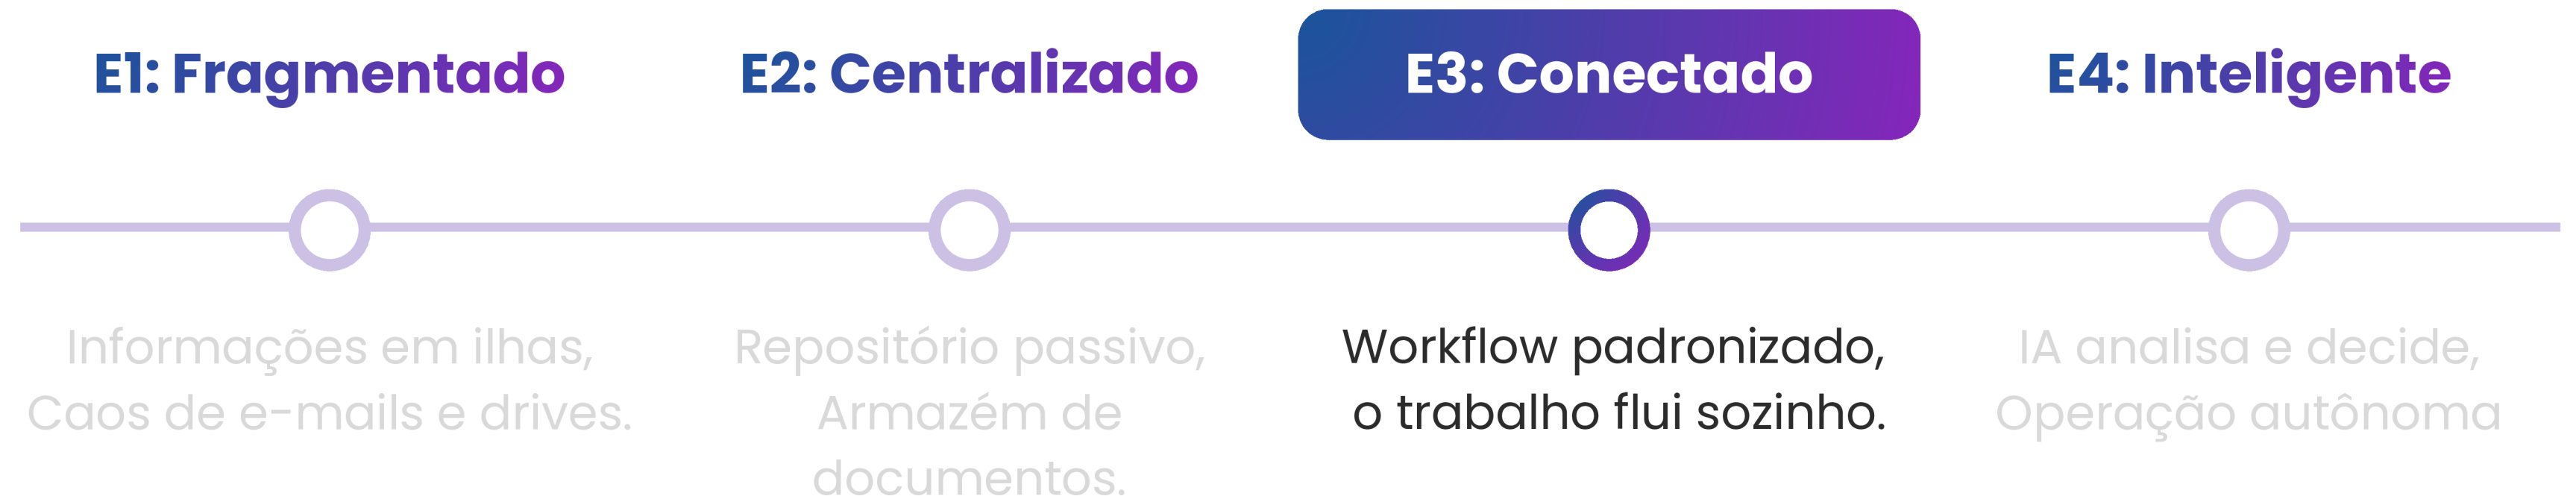 E1: Fragmentado
E2: Centralizado
E3: Conectado
E4: Inteligente
Informações em ilhas,
Caos de e-mails e drives.
Repositório passivo,
Armazém de
documentos.
Workflow padronizado,
o trabalho flui sozinho.
IA analisa e decide,
Operação autônoma